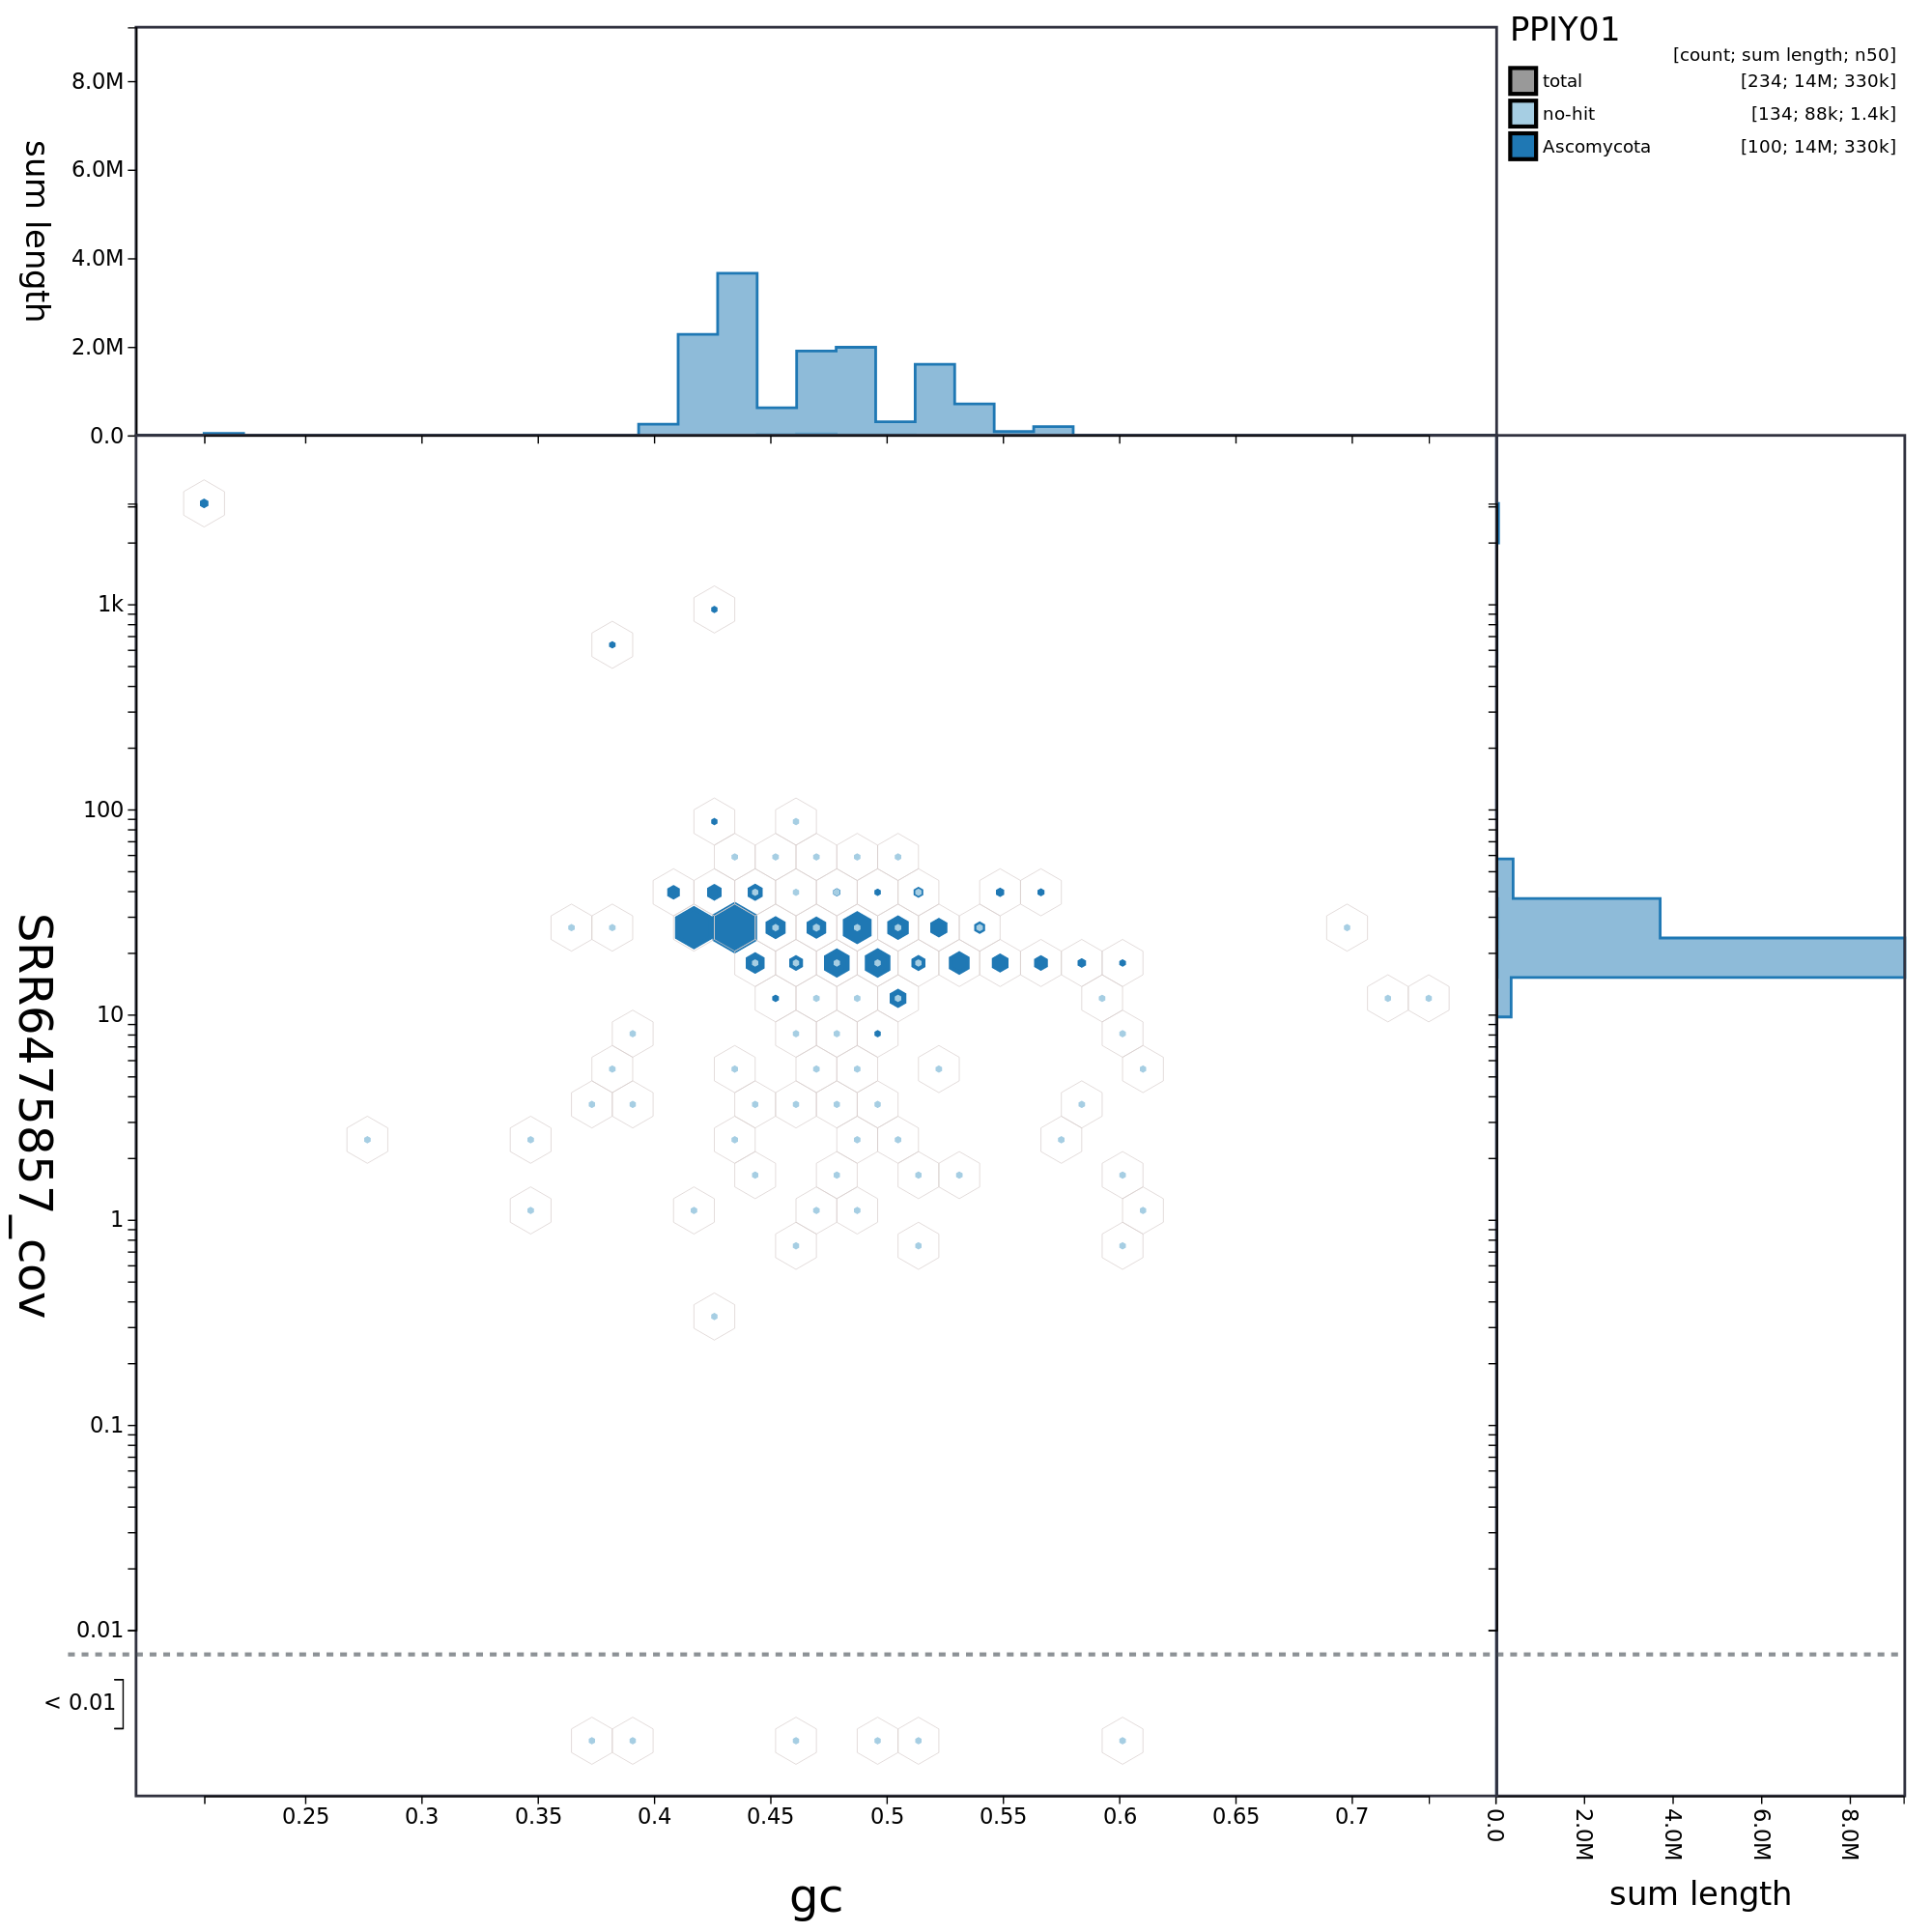 PPIY01
[count; sum length; n50]
total [234; 14M; 330k]
no-hit [134; 88k; 1.4k]
Ascomycota [100; 14M; 330k]
sum length
8.0M
6.0M
4.0M
2.0M
0.0
SRR6475857_cov
1k
100
10
1
0.1
0.01
< 0.01
0.25 0.3 0.35 0.4 0.45 0.5 0.55 0.6 0.65 0.7
gc
0.0 2.0M 4.0M 6.0M 8.0M
sum length